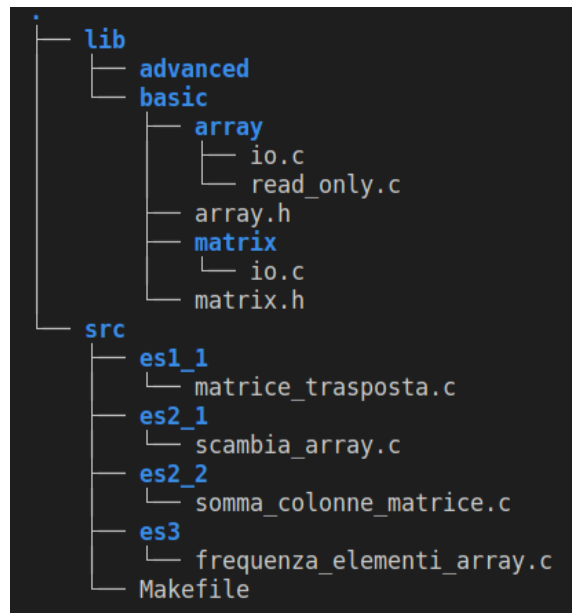 .
├── lib
│   ├── advanced
│   └── basic
│       ├── array
│       │   ├── io.c
│       │   └── read_only.c
│       ├── array.h
│       ├── matrix
│       │   └── io.c
│       └── matrix.h
└── src
    ├── es1_1
    │   └── matrice_trasposta.c
    ├── es2_1
    │   └── scambia_array.c
    ├── es2_2
    │   └── somma_colonne_matrice.c
    ├── es3
    │   └── frequenza_elementi_array.c
    └── Makefile